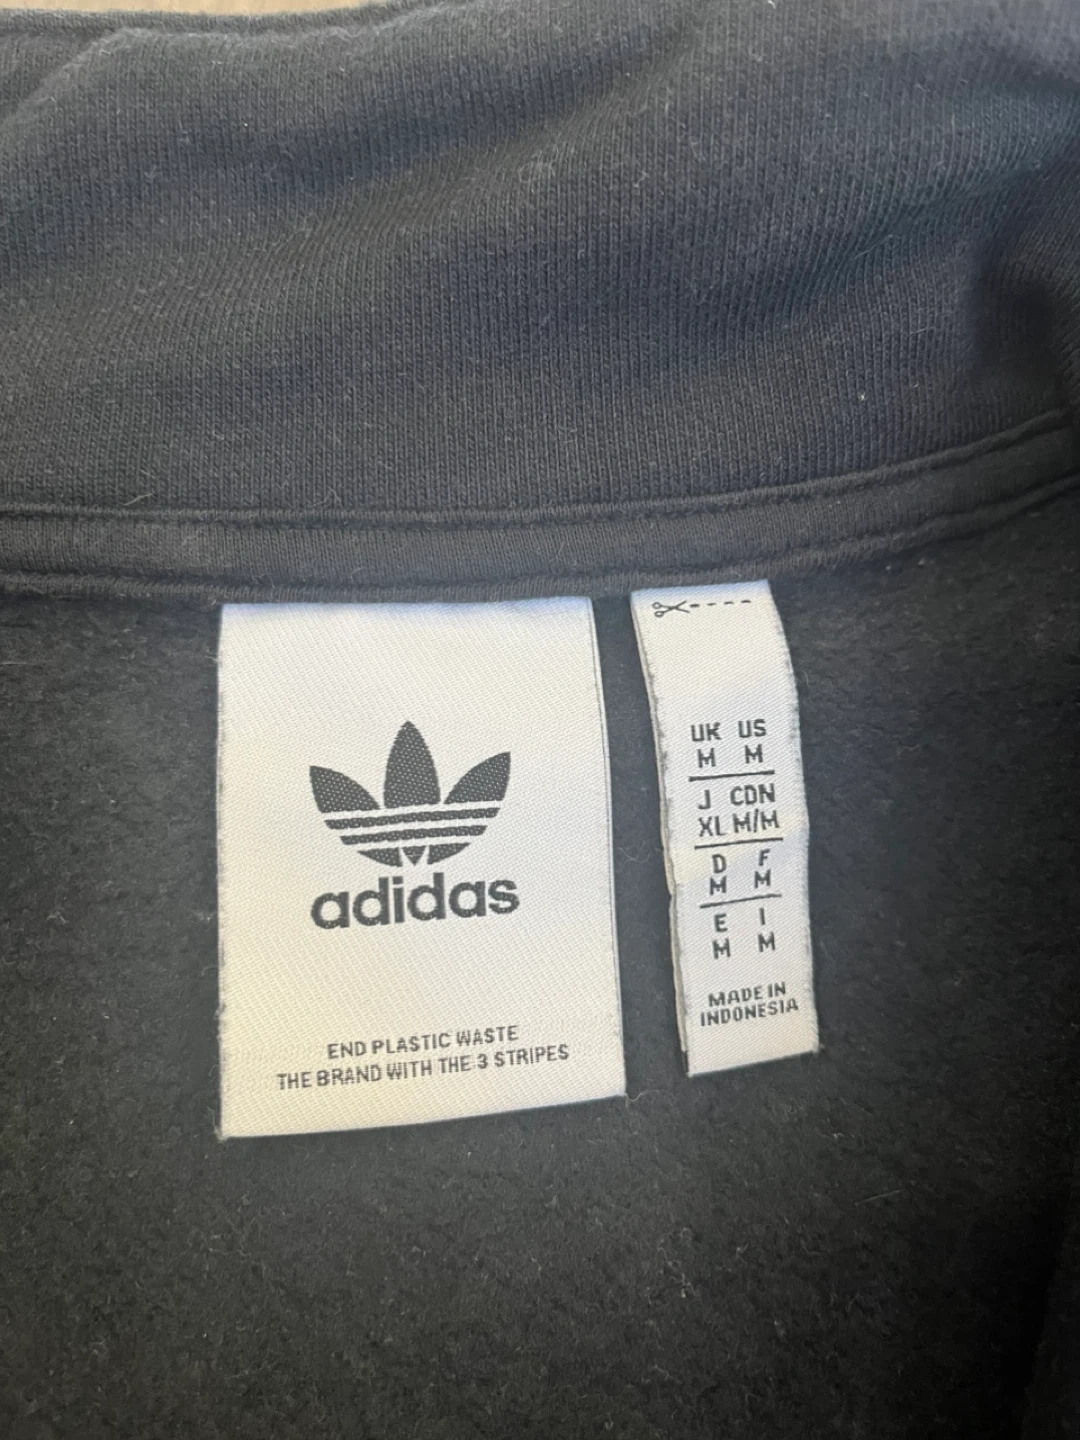 adidas
END PLASTIC WASTE
THE BRAND WITH THE 3 STRIPES
UK US
M M
J CDN
XL M/M
D F
M M
E I
M M
MADE IN
INDONESIA